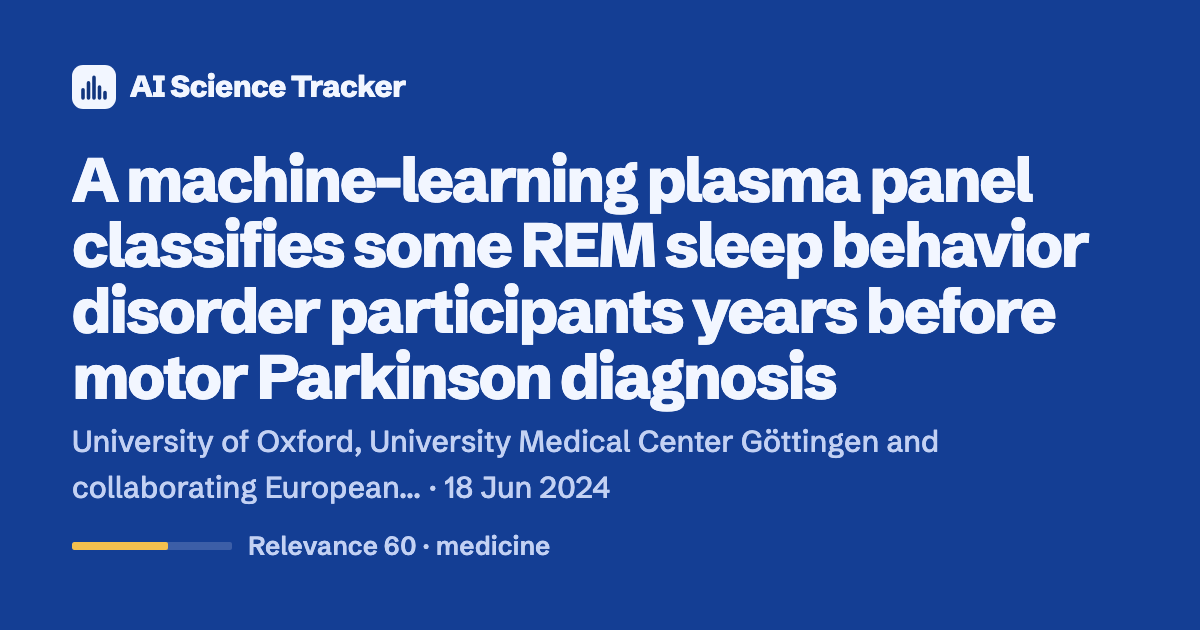 AI Science Tracker
A machine-learning plasma panel
classifies some REM sleep behavior
disorder participants years before
motor Parkinson diagnosis
University of Oxford, University Medical Center Göttingen and
collaborating European... · 18 Jun 2024
Relevance 60 · medicine